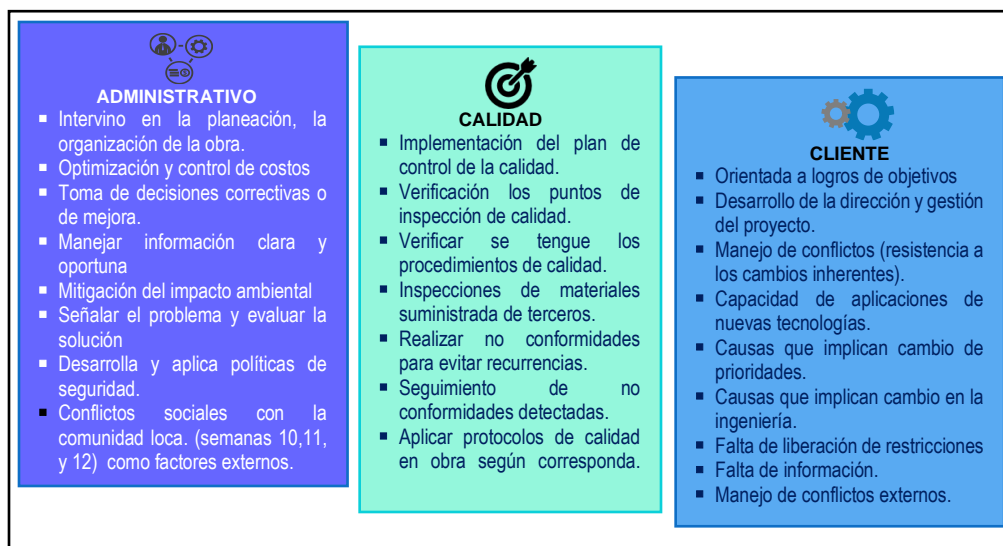 ADMINISTRATIVO
▪ Intervino en la planeación, la
organización de la obra.
▪ Optimización y control de costos
▪ Toma de decisiones correctivas o
de mejora.
▪ Manejar información clara y
oportuna
▪ Mitigación del impacto ambiental
▪ Señalar el problema y evaluar la
solución
▪ Desarrolla y aplica políticas de
seguridad.
▪ Conflictos sociales con la
comunidad loca. (semanas 10,11,
y 12) como factores externos.
CALIDAD
▪ Implementación del plan de
control de la calidad.
▪ Verificación los puntos de
inspección de calidad.
▪ Verificar se tengue los
procedimientos de calidad.
▪ Inspecciones de materiales
suministrada de terceros.
▪ Realizar no conformidades
para evitar recurrencias.
▪ Seguimiento de no
conformidades detectadas.
▪ Aplicar protocolos de calidad
en obra según corresponda.
CLIENTE
▪ Orientada a logros de objetivos
▪ Desarrollo de la dirección y gestión
del proyecto.
▪ Manejo de conflictos (resistencia a
los cambios inherentes).
▪ Capacidad de aplicaciones de
nuevas tecnologías.
▪ Causas que implican cambio de
prioridades.
▪ Causas que implican cambio en la
ingeniería.
▪ Falta de liberación de restricciones
▪ Falta de información.
▪ Manejo de conflictos externos.